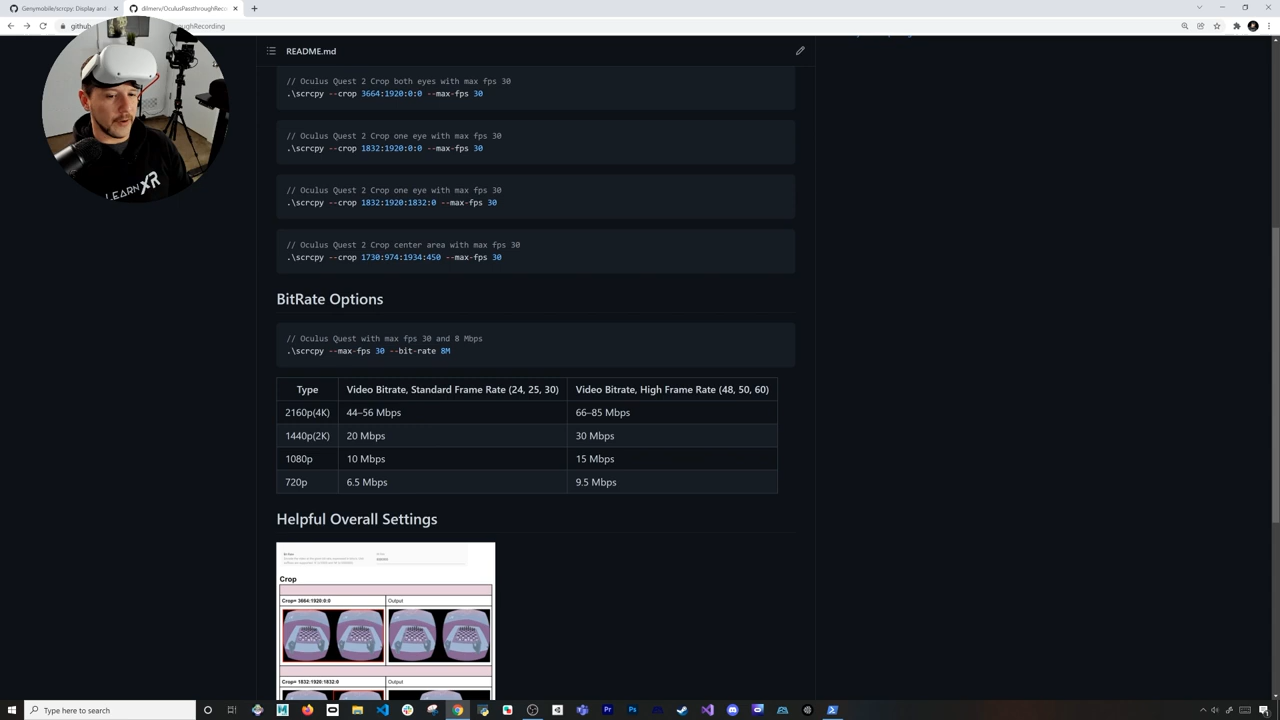 Genymobile/scrcpy: Display and
dilmerv/OculusPassthroughReco
github
ughRecording
README.md
// Oculus Quest 2 Crop both eyes with max fps 30
.\scrcpy --crop 3664:1920:0:0 --max-fps 30
// Oculus Quest 2 Crop one eye with max fps 30
.\scrcpy --crop 1832:1920:0:0 --max-fps 30
// Oculus Quest 2 Crop one eye with max fps 30
.\scrcpy --crop 1832:1920:1832:0 --max-fps 30
// Oculus Quest 2 Crop center area with max fps 30
.\scrcpy --crop 1730:974:1934:450 --max-fps 30
BitRate Options
// Oculus Quest with max fps 30 and 8 Mbps
.\scrcpy --max-fps 30 --bit-rate 8M
Type Video Bitrate, Standard Frame Rate (24, 25, 30) Video Bitrate, High Frame Rate (48, 50, 60)
2160p(4K) 44–56 Mbps 66–85 Mbps
1440p(2K) 20 Mbps 30 Mbps
1080p 10 Mbps 15 Mbps
720p 6.5 Mbps 9.5 Mbps
Helpful Overall Settings
Crop
Crop= 3664:1920:0:0 Output
Crop= 1832:1920:1832:0 Output
LEARN XR
Type here to search